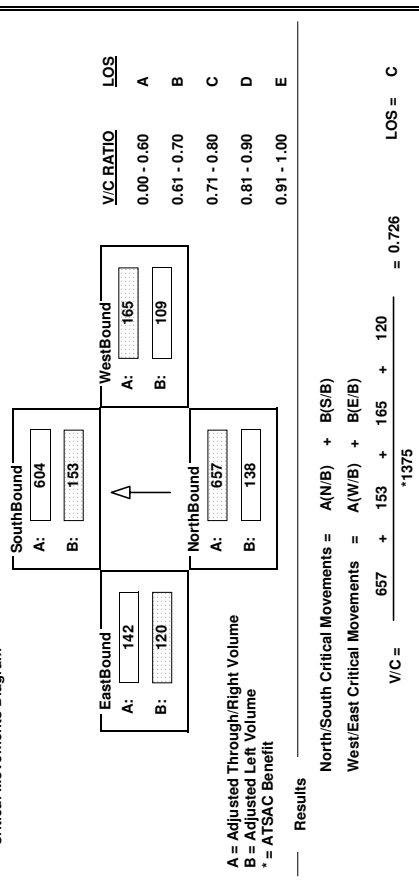 SouthBound
A: 604
B: 153
EastBound
A: 142
B: 120
WestBound
A: 165
B: 109
NorthBound
A: 657
B: 138
V/C RATIO LOS
0.00 - 0.60 A
0.61 - 0.70 B
0.71 - 0.80 C
0.81 - 0.90 D
0.91 - 1.00 E
A = Adjusted Through/Right Volume
B = Adjusted Left Volume
* = ATSAC Benefit
Results
North/South Critical Movements = A(N/B) + B(S/B)
West/East Critical Movements = A(W/B) + B(E/B)
V/C = 657 + 153 + 165 + 120 = 0.726 LOS = C
*1375